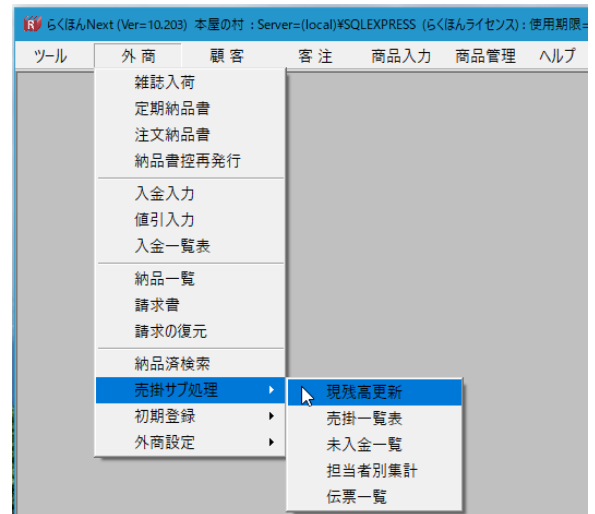 らくほんNext (Ver=10.203) 本屋の村 : Server=(local)¥SQLEXPRESS (らくほんライセンス) : 使用期限=
ツール 外 商 顧 客 客 注 商品入力 商品管理 ヘルプ
雑誌入荷
定期納品書
注文納品書
納品書控再発行
入金入力
値引入力
入金一覧表
納品一覧
請求書
請求の復元
納品済検索
売掛サブ処理
初期登録
外商設定
現残高更新
売掛一覧表
未入金一覧
担当者別集計
伝票一覧